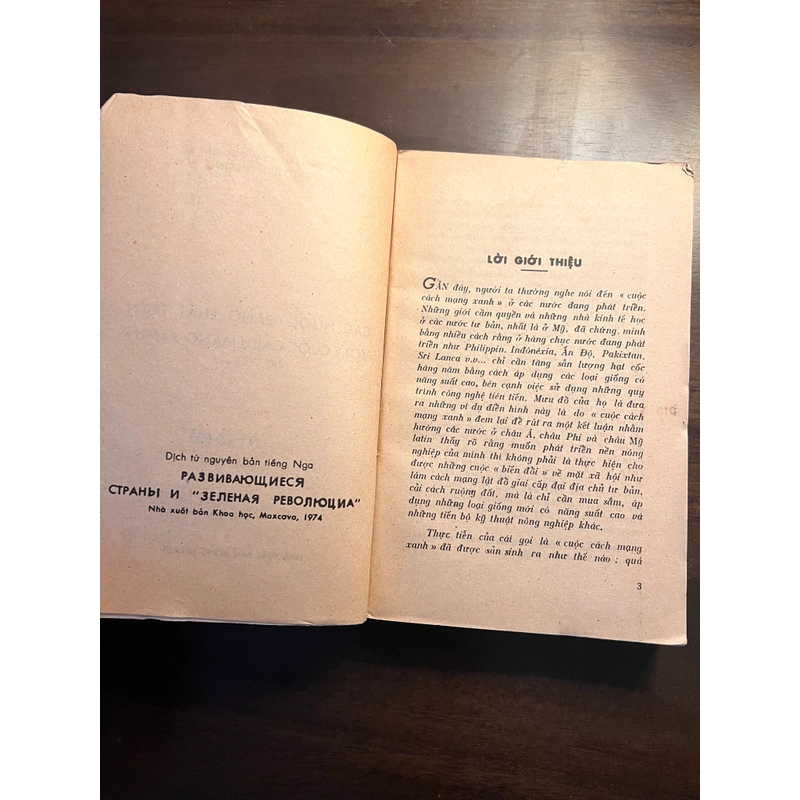 Dịch từ nguyên bản tiếng Nga
РАЗВИВАЮЩИЕСЯ
СТРАНЫ И "ЗЕЛЕНАЯ РЕВОЛЮЦИА"
Nhà xuất bản Khoa học, Maxcơva, 1974
LỜI GIỚI THIỆU
GẦN đây, người ta thường nghe nói đến « cuộc
cách mạng xanh » ở các nước đang phát triển.
Những giới cầm quyền và những nhà kinh tế học
ở các nước tư bản, nhất là ở Mỹ, đã chứng minh
bằng nhiều cách rằng ở hàng chục nước đang phát
triển như Philippin, Inđônêxia, Ấn Độ, Pakixtan,
Sri Lanca v.v... chỉ cần tăng sản lượng hạt cốc
hàng năm bằng cách áp dụng các loại giống có
năng suất cao, bên cạnh việc sử dụng những quy
trình công nghệ tiên tiến. Mưu đồ của họ là đưa
ra những ví dụ điển hình này là do « cuộc cách
mạng xanh » đem lại để rút ra một kết luận nhằm
hướng các nước ở châu Á, châu Phi và châu Mỹ
latin thấy rõ rằng muốn phát triển nền nông
nghiệp của mình thì không phải là thực hiện cho
được những cuộc « biến đổi » về mặt xã hội như
làm cách mạng lật đổ giai cấp đại địa chủ tư bản,
cải cách ruộng đất, mà là chỉ cần mua sắm, áp
dụng những loại giống mới có năng suất cao và
những tiến bộ kỹ thuật nông nghiệp khác.
Thực tiễn của cái gọi là « cuộc cách mạng
xanh » đã được sản sinh ra như thế nào ; quá
3